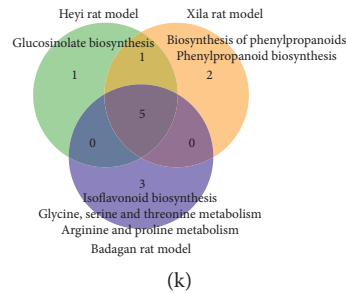 Heyi rat model
Xila rat model
Glucosinolate biosynthesis
Biosynthesis of phenylpropanoids
Phenylpropanoid biosynthesis
1
1
2
5
0
0
3
Isoflavonoid biosynthesis
Glycine, serine and threonine metabolism
Arginine and proline metabolism
Badagan rat model
(k)